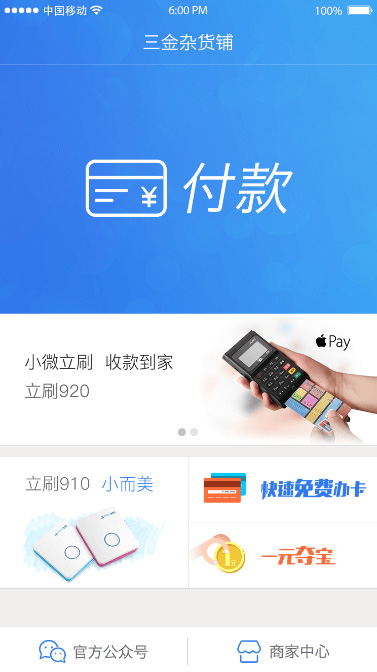 中国移动 6:00 PM 100%
三金杂货铺
¥ 付款
小微立刷 收款到家
立刷920
Pay
立刷910 小而美
快速免费办卡
1元
一元夺宝
官方公众号 商家中心